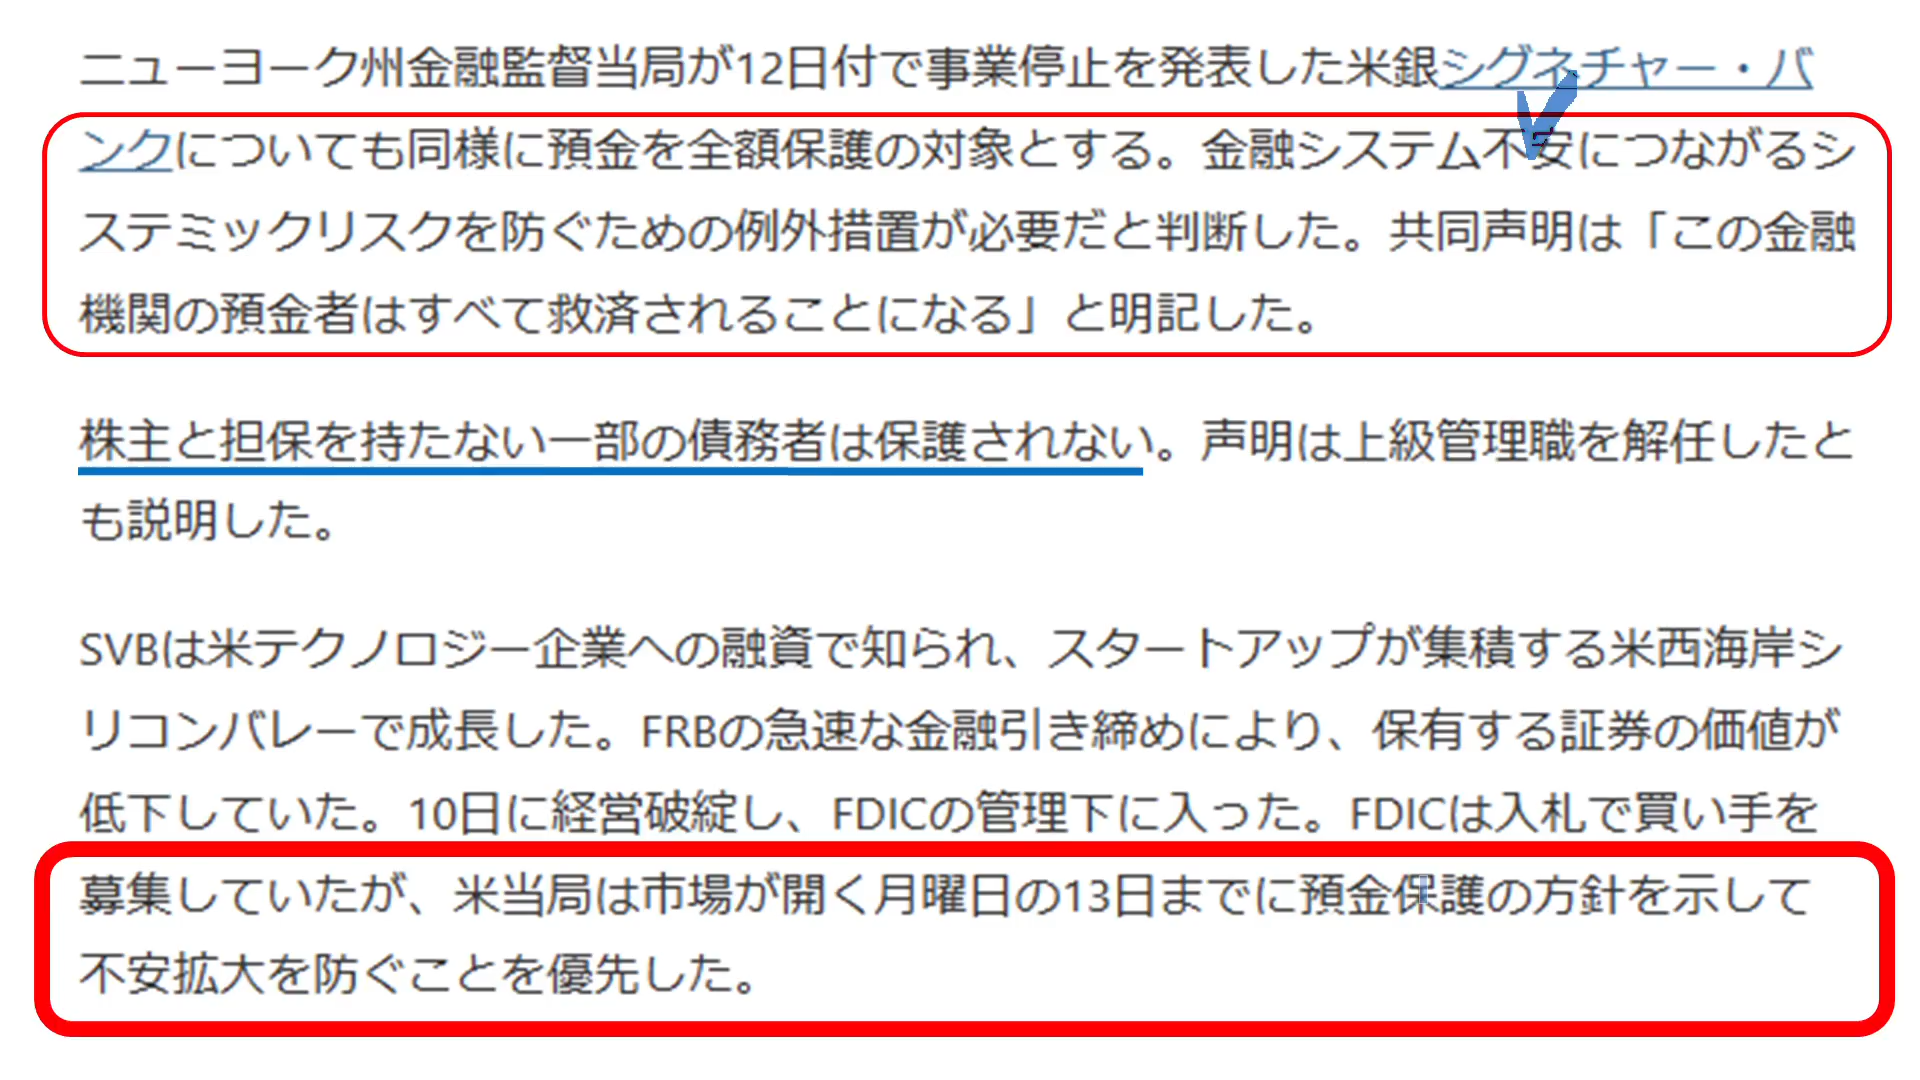 ニューヨーク州金融監督当局が12日付で事業停止を発表した米銀シグネチャー・バ
ンクについても同様に預金を全額保護の対象とする。金融システム不安につながるシ
ステミックリスクを防ぐための例外措置が必要だと判断した。共同声明は「この金融
機関の預金者はすべて救済されることになる」と明記した。
株主と担保を持たない一部の債務者は保護されない。声明は上級管理職を解任したと
も説明した。
SVBは米テクノロジー企業への融資で知られ、スタートアップが集積する米西海岸シ
リコンバレーで成長した。FRBの急速な金融引き締めにより、保有する証券の価値が
低下していた。10日に経営破綻し、FDICの管理下に入った。FDICは入札で買い手を
募集していたが、米当局は市場が開く月曜日の13日までに預金保護の方針を示して
不安拡大を防ぐことを優先した。